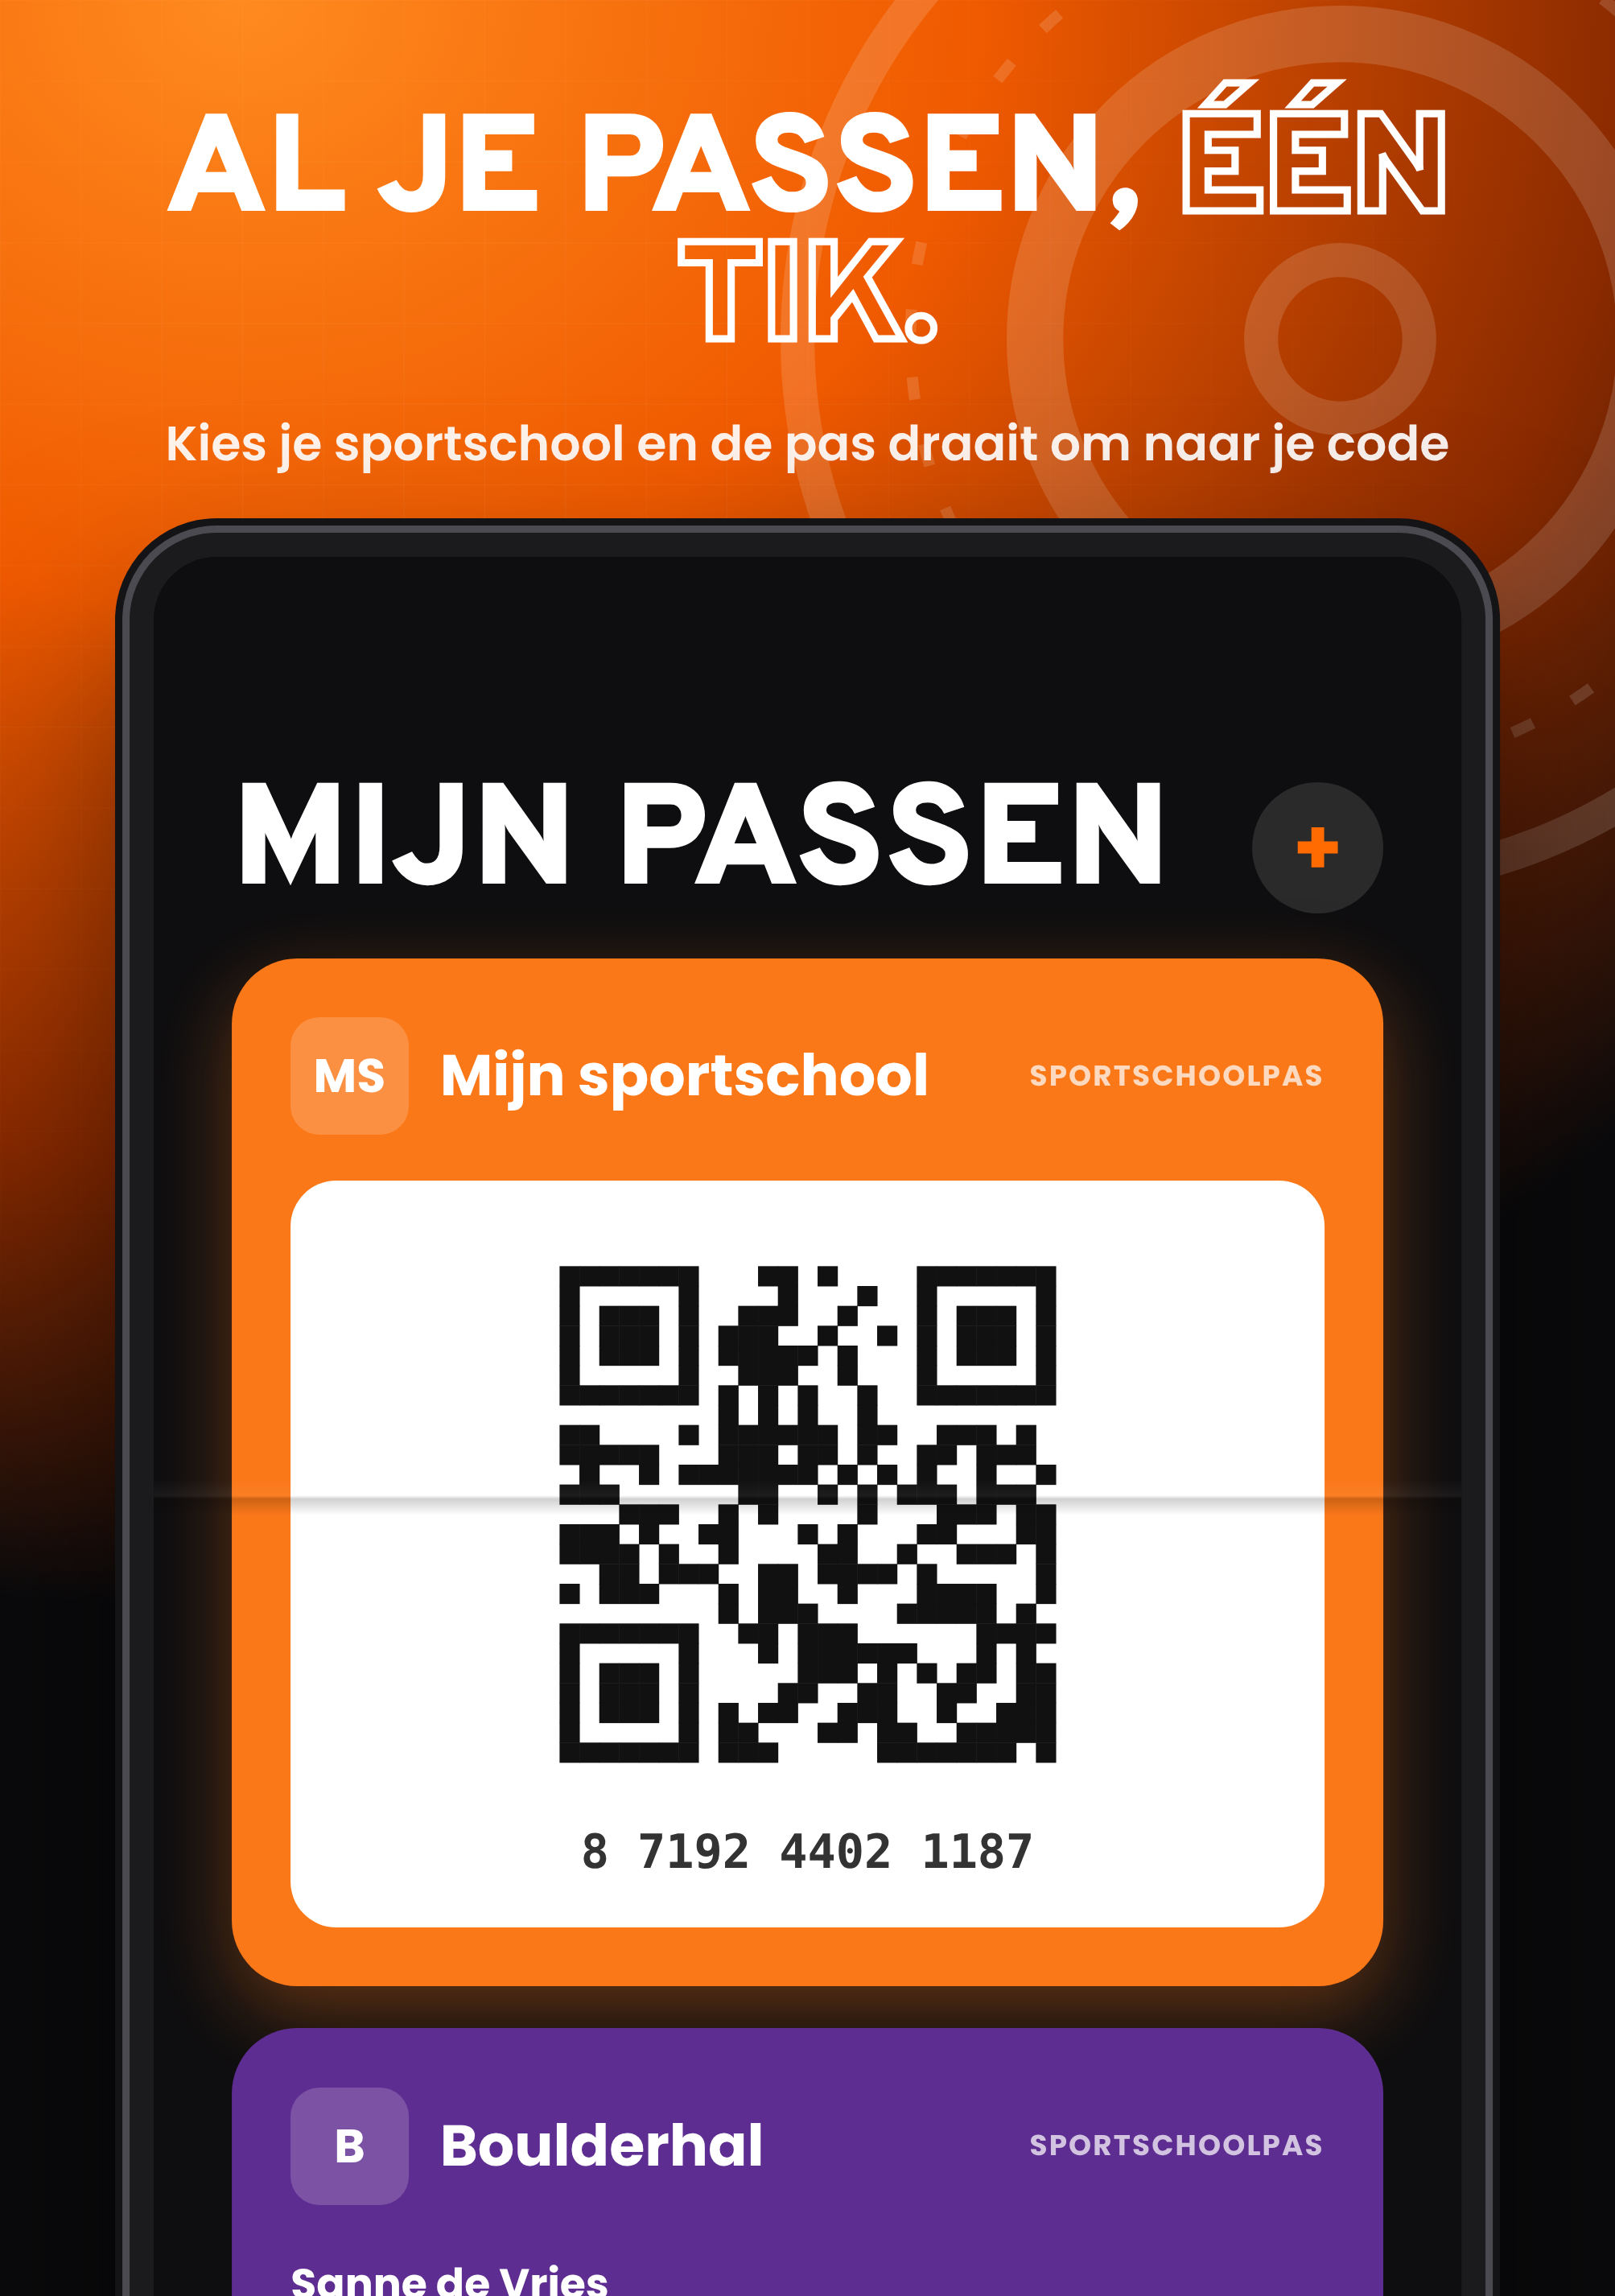 AL JE PASSEN, ÉÉN
TIK.
Kies je sportschool en de pas draait om naar je code
MIJN PASSEN
+
MS
Mijn sportschool
SPORTSCHOOLPAS
8 7192 4402 1187
B
Boulderhal
SPORTSCHOOLPAS
Sanne de Vries